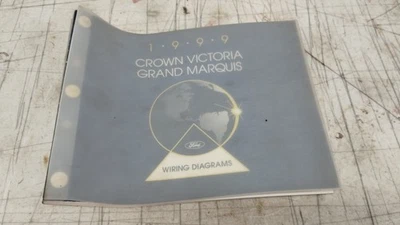 1·9·9·9
CROWN VICTORIA
GRAND MARQUIS
Ford
WIRING DIAGRAMS